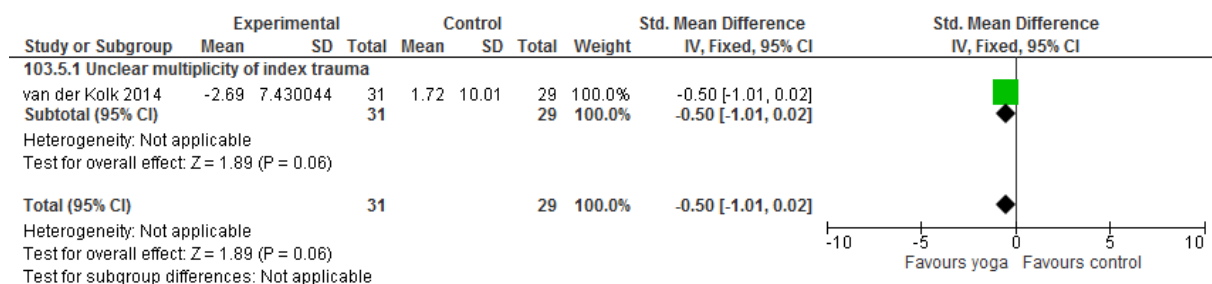 Experimental Control Std. Mean Difference Std. Mean Difference
Study or Subgroup Mean SD Total Mean SD Total Weight IV, Fixed, 95% CI IV, Fixed, 95% CI
103.5.1 Unclear multiplicity of index trauma
van der Kolk 2014 -2.69 7.430044 31 1.72 10.01 29 100.0% -0.50 [-1.01, 0.02]
Subtotal (95% CI) 31 29 100.0% -0.50 [-1.01, 0.02]
Heterogeneity: Not applicable
Test for overall effect: Z = 1.89 (P = 0.06)
Total (95% CI) 31 29 100.0% -0.50 [-1.01, 0.02]
Heterogeneity: Not applicable
Test for overall effect: Z = 1.89 (P = 0.06)
Test for subgroup differences: Not applicable
-10 -5 0 5 10
Favours yoga Favours control